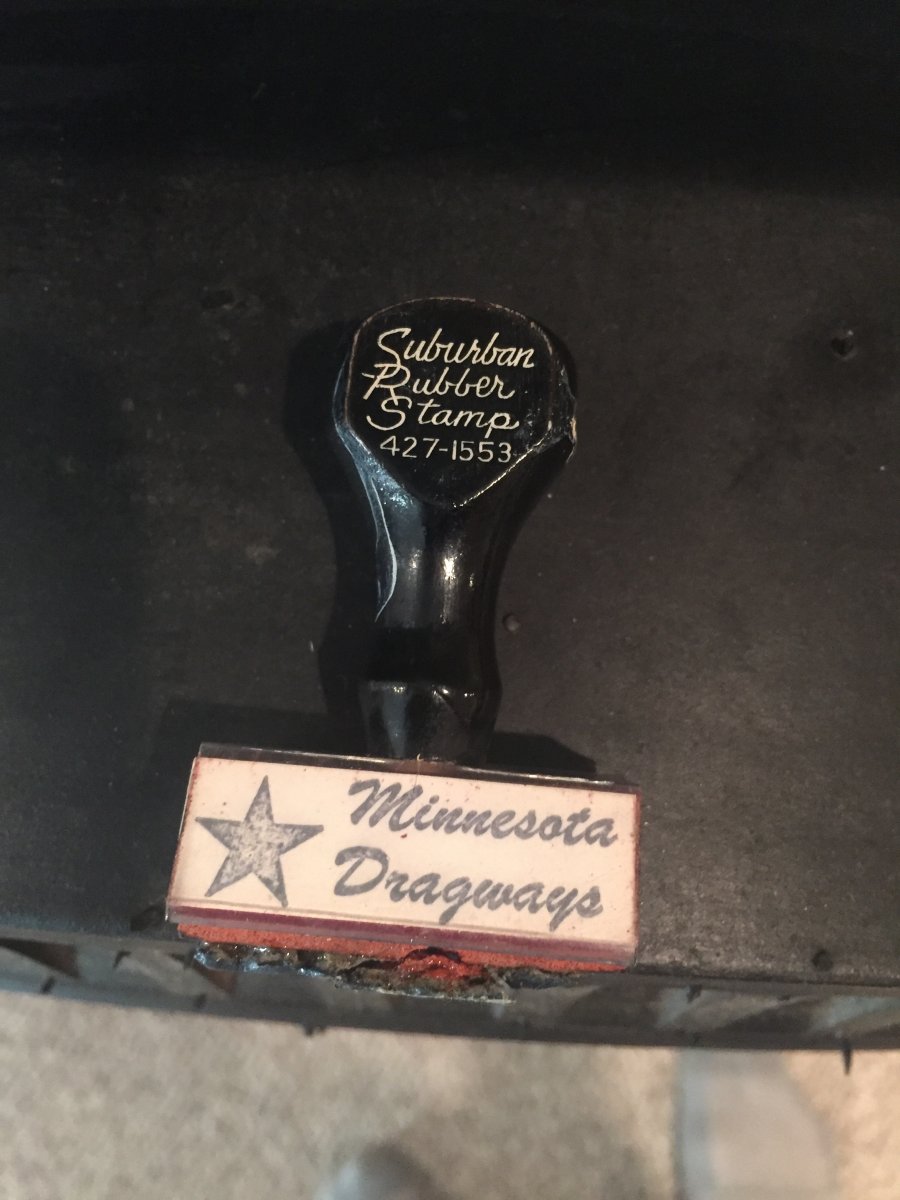 Suburban
Rubber
Stamp
427-1553
Minnesota
Dragways